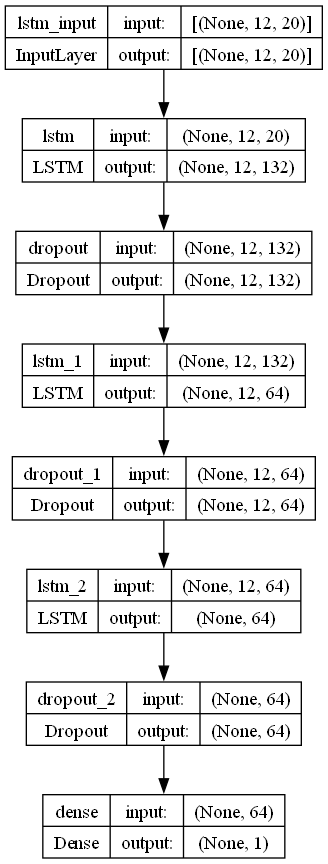 lstm_input input: [(None, 12, 20)]
InputLayer output: [(None, 12, 20)]
lstm input: (None, 12, 20)
LSTM output: (None, 12, 132)
dropout input: (None, 12, 132)
Dropout output: (None, 12, 132)
lstm_1 input: (None, 12, 132)
LSTM output: (None, 12, 64)
dropout_1 input: (None, 12, 64)
Dropout output: (None, 12, 64)
lstm_2 input: (None, 12, 64)
LSTM output: (None, 64)
dropout_2 input: (None, 64)
Dropout output: (None, 64)
dense input: (None, 64)
Dense output: (None, 1)